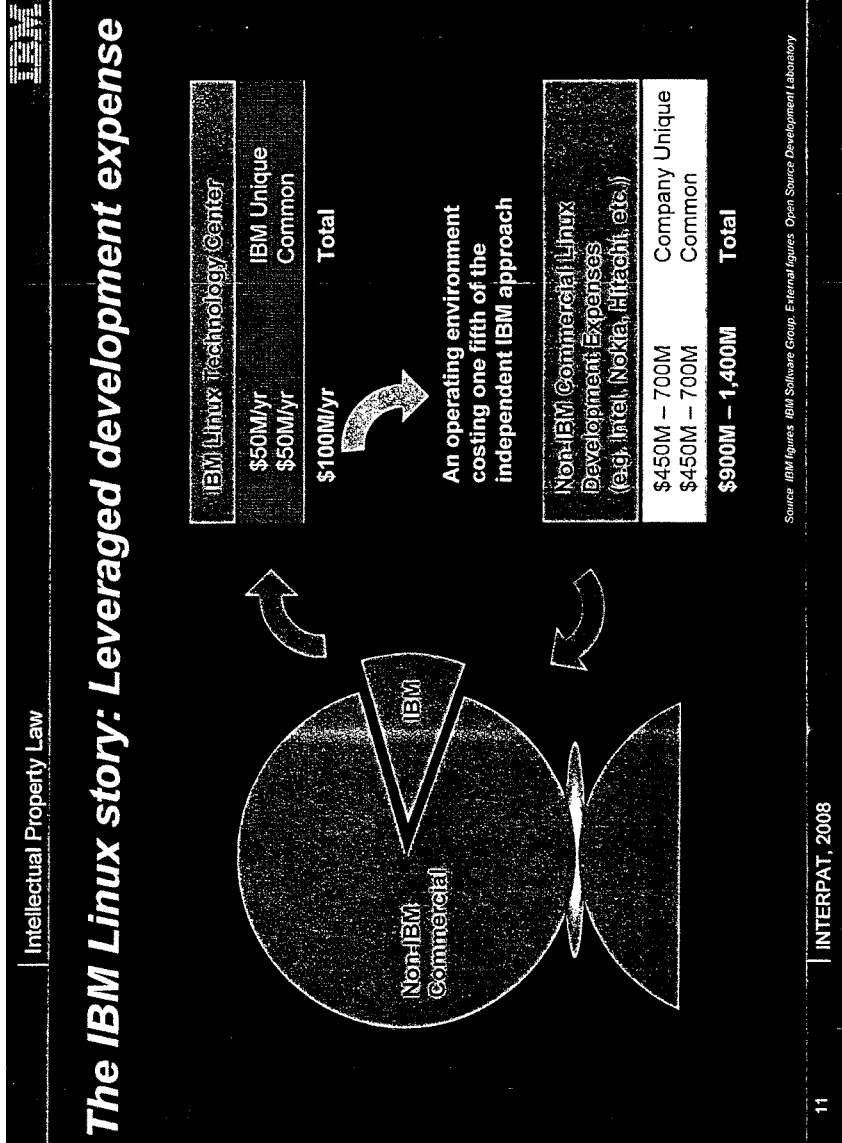 Intellectual Property Law
IBM
The IBM Linux story: Leveraged development expense
Non-IBM
Commercial
IBM
IBM Linux Technology Center
$50M/yr IBM Unique
$50M/yr Common
$100M/yr Total
An operating environment
costing one fifth of the
independent IBM approach
Non-IBM Commercial Linux
Development Expenses
(e.g. Intel, Nokia, Hitachi, etc.))
$450M – 700M Company Unique
$450M – 700M Common
$900M – 1,400M Total
Source IBM figures IBM Software Group. External figures Open Source Development Laboratory
11
INTERPAT, 2008